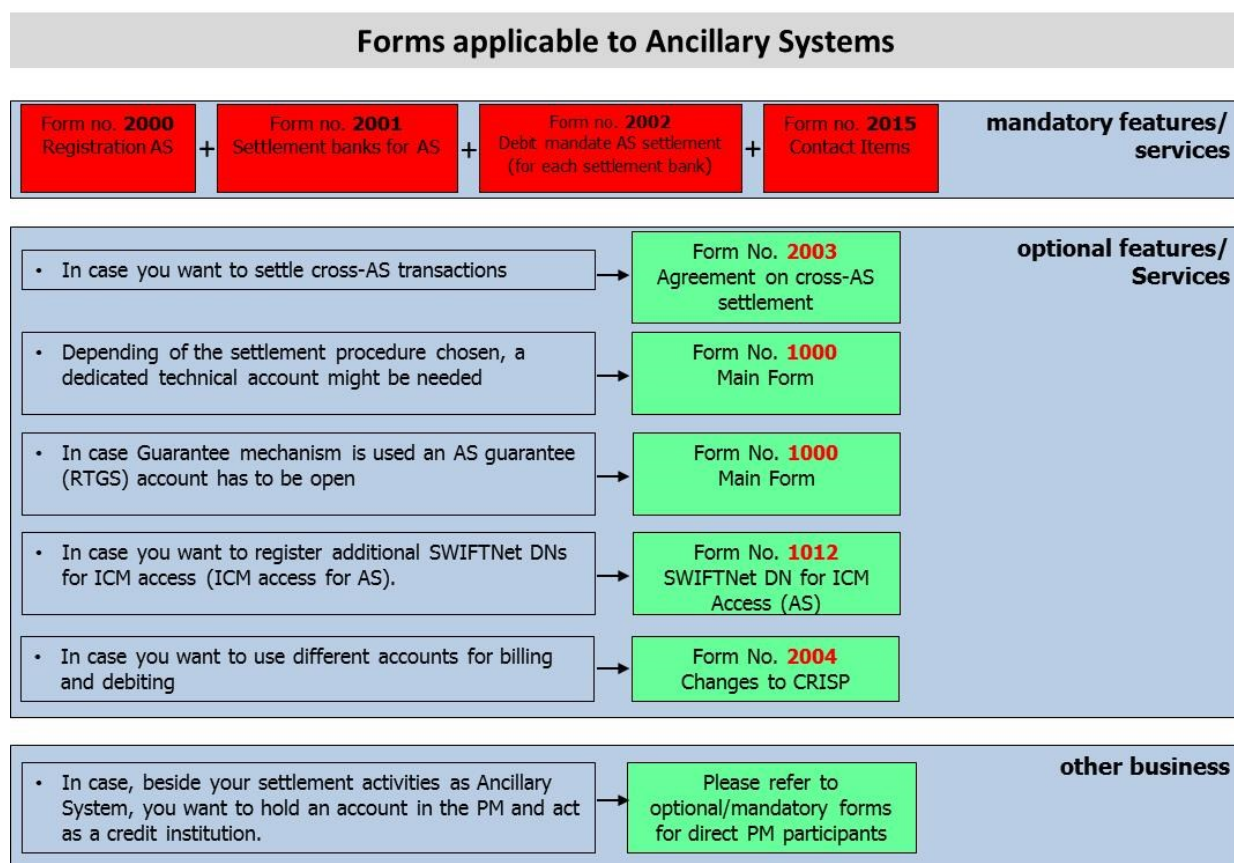 Forms applicable to Ancillary Systems
Form no. 2000
Registration AS
+
Form no. 2001
Settlement banks for AS
+
Form no. 2002
Debit mandate AS settlement
(for each settlement bank)
+
Form no. 2015
Contact Items
mandatory features/
services
optional features/
Services
• In case you want to settle cross-AS transactions
Form No. 2003
Agreement on cross-AS
settlement
• Depending of the settlement procedure chosen, a
dedicated technical account might be needed
Form No. 1000
Main Form
• In case Guarantee mechanism is used an AS guarantee
(RTGS) account has to be open
Form No. 1000
Main Form
• In case you want to register additional SWIFTNet DNs
for ICM access (ICM access for AS).
Form No. 1012
SWIFTNet DN for ICM
Access (AS)
• In case you want to use different accounts for billing
and debiting
Form No. 2004
Changes to CRISP
other business
• In case, beside your settlement activities as Ancillary
System, you want to hold an account in the PM and act
as a credit institution.
Please refer to
optional/mandatory forms
for direct PM participants